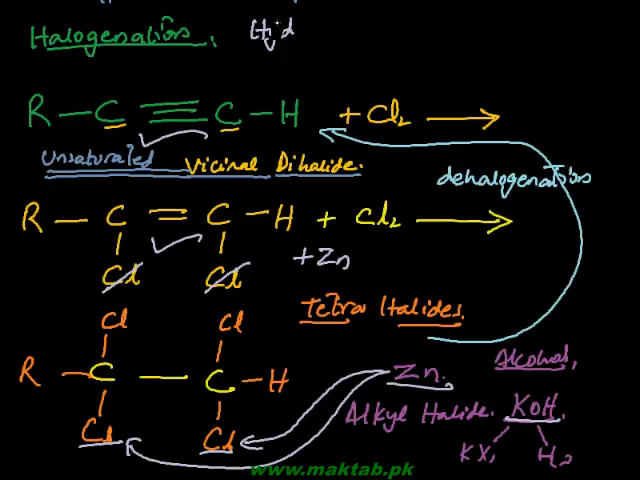 Halogenation. Hyd
R — C ≡ C — H + Cl₂ →
Unsaturated Vicinal Dihalide.
dehalogenation
R — C = C — H + Cl₂ →
Cl Cl + Zn
Tetra Halides.
Cl Cl
R — C — C — H
Zn.
Alcohol,
Alkyl Halide. KOH.
Cl Cl
KX,
www.maktab.pk